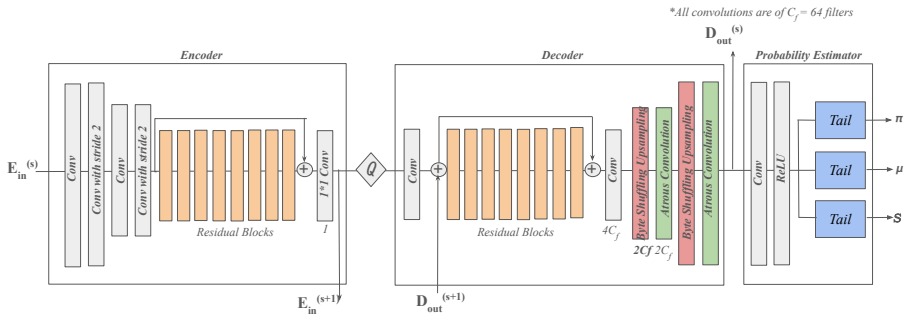 *All convolutions are of C_f = 64 filters
D_out^(s)
Encoder
Decoder
Probability Estimator
E_in^(s)
Conv
Conv with stride 2
Conv
Conv with stride 2
Residual Blocks
+
1*1 Conv
1
E_in^(s+1)
Q
Conv
+
D_out^(s+1)
Residual Blocks
+
Conv
4C_f
Byte Shuffling Upsampling
2Cf
Atrous Convolution
2C_f
Byte Shuffling Upsampling
Atrous Convolution
Conv
ReLU
Tail
π
Tail
μ
Tail
S